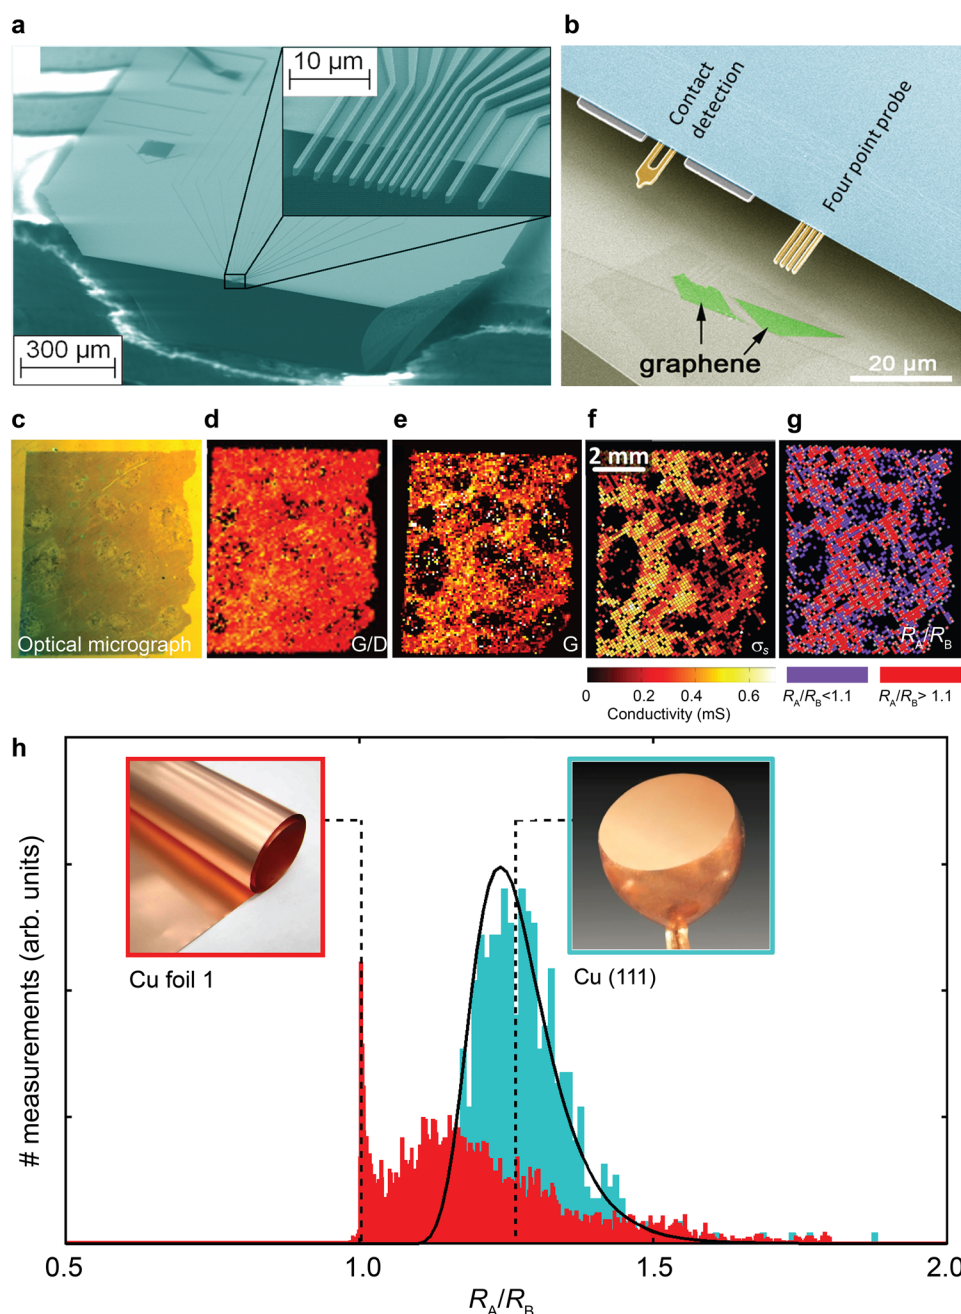 a
10 μm
300 μm
b
Contact
detection
Four point probe
graphene
20 μm
c
Optical micrograph
d
G/D
e
G
f
2 mm
σs
g
RA/RB
0 0.2 0.4 0.6
Conductivity (mS)
RA/RB<1.1
RA/RB> 1.1
h
# measurements (arb. units)
Cu foil 1
Cu (111)
0.5 1.0 1.5 2.0
RA/RB